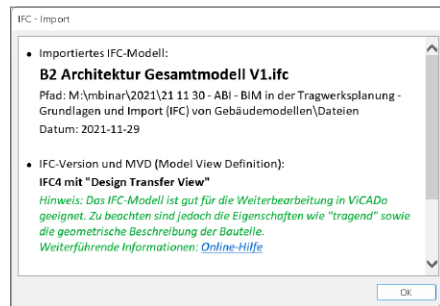 IFC - Import
• Importiertes IFC-Modell:
B2 Architektur Gesamtmodell V1.ifc
Pfad: M:\mbinar\2021\21 11 30 - ABI - BIM in der Tragwerksplanung -
Grundlagen und Import (IFC) von Gebäudemodellen\Dateien
Datum: 2021-11-29
• IFC-Version und MVD (Model View Definition):
IFC4 mit "Design Transfer View"
Hinweis: Das IFC-Modell ist gut für die Weiterbearbeitung in ViCADo
geeignet. Zu beachten sind jedoch die Eigenschaften wie "tragend" sowie
die geometrische Beschreibung der Bauteile.
Weiterführende Informationen: Online-Hilfe
OK